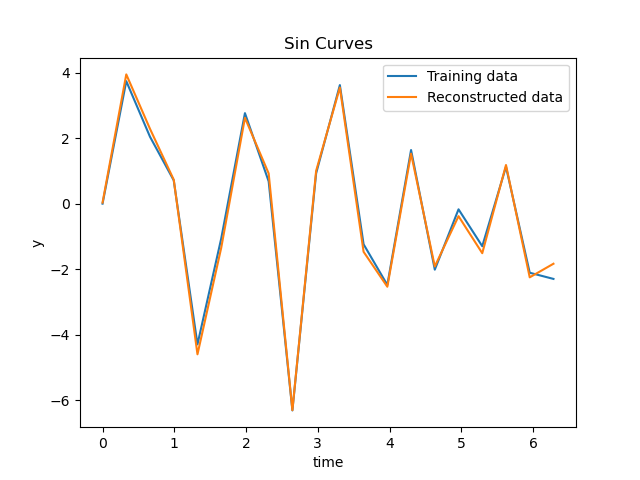 Sin Curves
Training data
Reconstructed data
4
2
0
−2
−4
−6
y
0 1 2 3 4 5 6
time